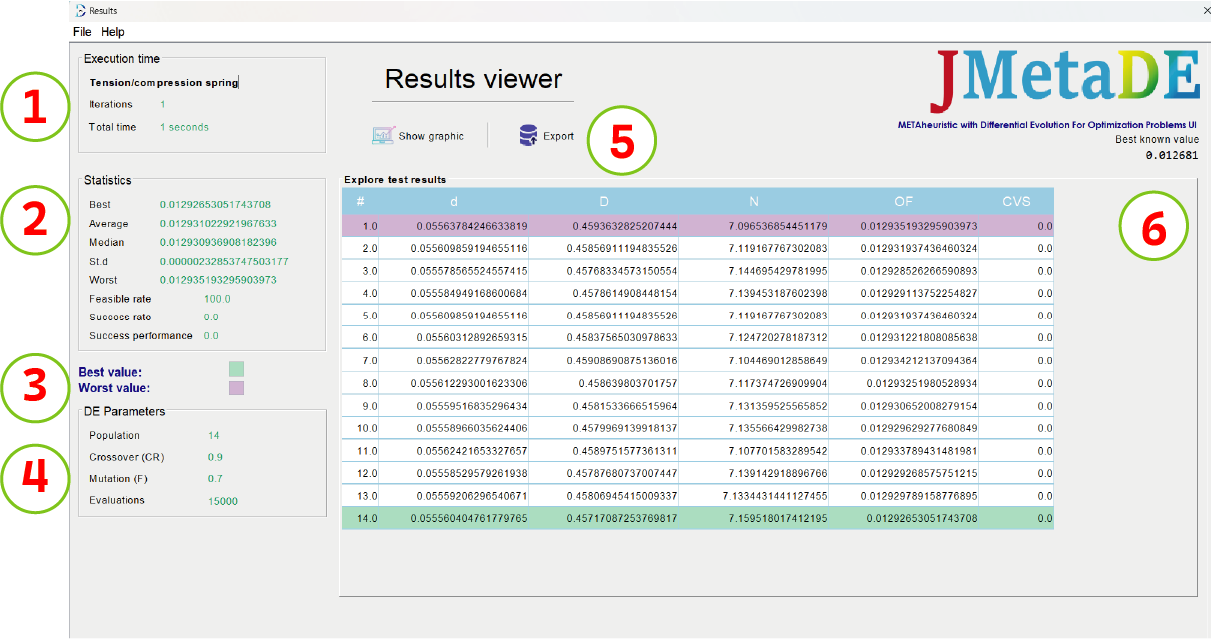 Results
File Help
1
Execution time
Tension/compression spring
Iterations 1
Total time 1 seconds
Results viewer
Show graphic
Export
5
JMetaDE
METAheuristic with Differential Evolution For Optimization Problems UI
Best known value
0.012681
2
Statistics
Best 0.01292653051743708
Average 0.012931022921967633
Median 0.012930936908182396
St.d 0.00000232853747503177
Worst 0.012935193295903973
Feasible rate 100.0
Success rate 0.0
Success performance 0.0
3
Best value:
Worst value:
4
DE Parameters
Population 14
Crossover (CR) 0.9
Mutation (F) 0.7
Evaluations 15000
Explore test results
6
# d D N OF CVS
1.0 0.05563784246633819 0.4593632825207444 7.096536854451179 0.012935193295903973 0.0
2.0 0.055609859194655116 0.45856911194835526 7.119167767302083 0.012931937436460324 0.0
3.0 0.055578565524557415 0.45768334573150554 7.144695429781995 0.012928526266590893 0.0
4.0 0.055584949168600684 0.4578614908448154 7.139453187602398 0.012929113752254827 0.0
5.0 0.055609859194655116 0.45856911194835526 7.119167767302083 0.012931937436460324 0.0
6.0 0.05560312892659315 0.45837565030978633 7.124720278187312 0.012931221808085638 0.0
7.0 0.05562822779767824 0.45908690875136016 7.104469012858649 0.012934212137094364 0.0
8.0 0.055612293001623306 0.458639803701757 7.117374726909904 0.01293251980528934 0.0
9.0 0.05559516835296434 0.4581533666515964 7.131359525565852 0.012930652008279154 0.0
10.0 0.05558966035624406 0.4579969139918137 7.135566429982738 0.012929629277680849 0.0
11.0 0.05562421653327657 0.4589751577361311 7.107701583289542 0.012933789431481981 0.0
12.0 0.05558529579261938 0.45787680737007447 7.139142918896766 0.012929268575751215 0.0
13.0 0.05559206296540671 0.45806945415009337 7.1334431441127455 0.012929789158776895 0.0
14.0 0.055560404761779765 0.45717087253769817 7.159518017412195 0.01292653051743708 0.0